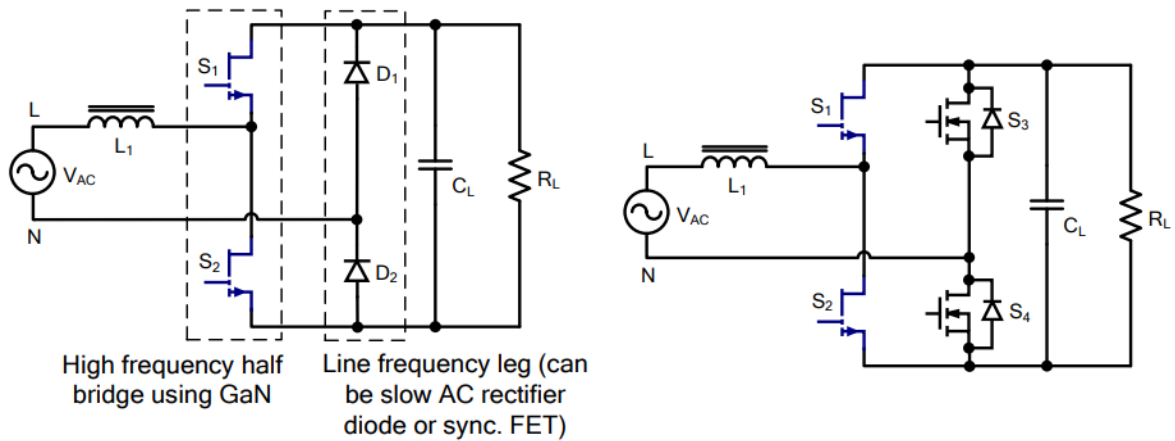 S1
D1
L
L1
VAC
CL
RL
N
S2
D2
High frequency half
bridge using GaN
Line frequency leg (can
be slow AC rectifier
diode or sync. FET)
S1
S3
L
L1
VAC
CL
RL
N
S2
S4